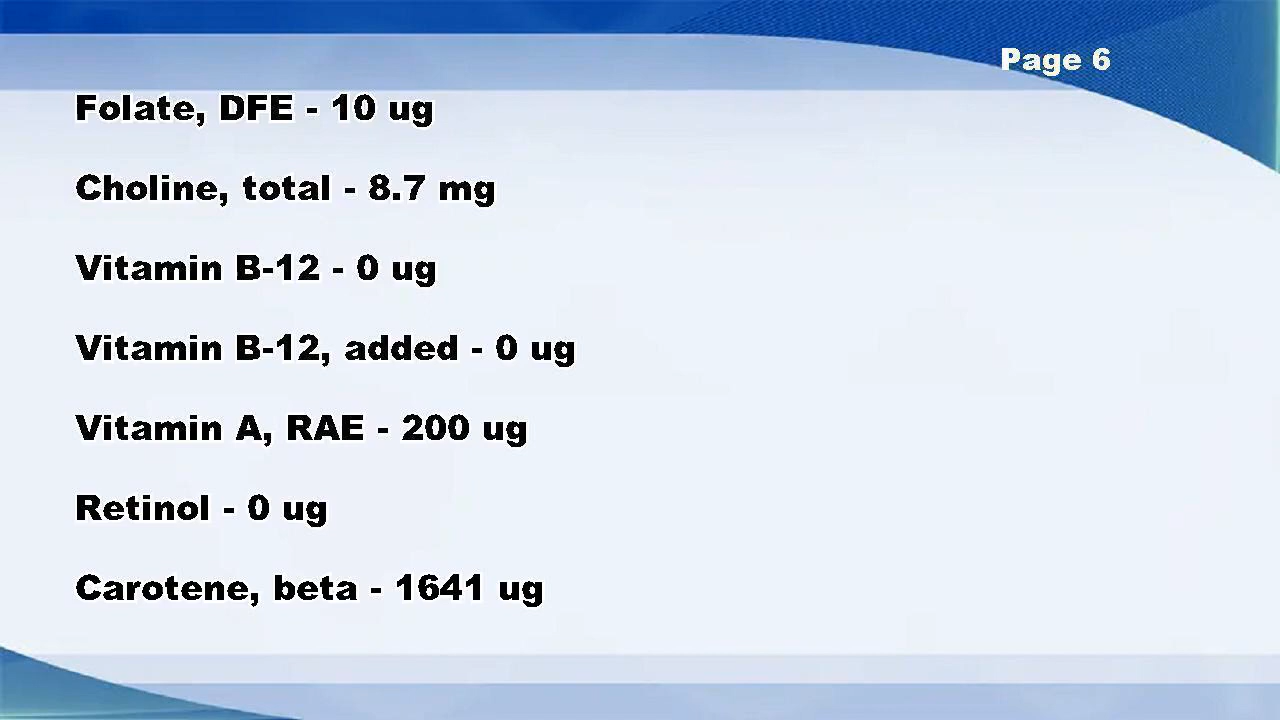 Page 6
Folate, DFE - 10 ug
Choline, total - 8.7 mg
Vitamin B-12 - 0 ug
Vitamin B-12, added - 0 ug
Vitamin A, RAE - 200 ug
Retinol - 0 ug
Carotene, beta - 1641 ug